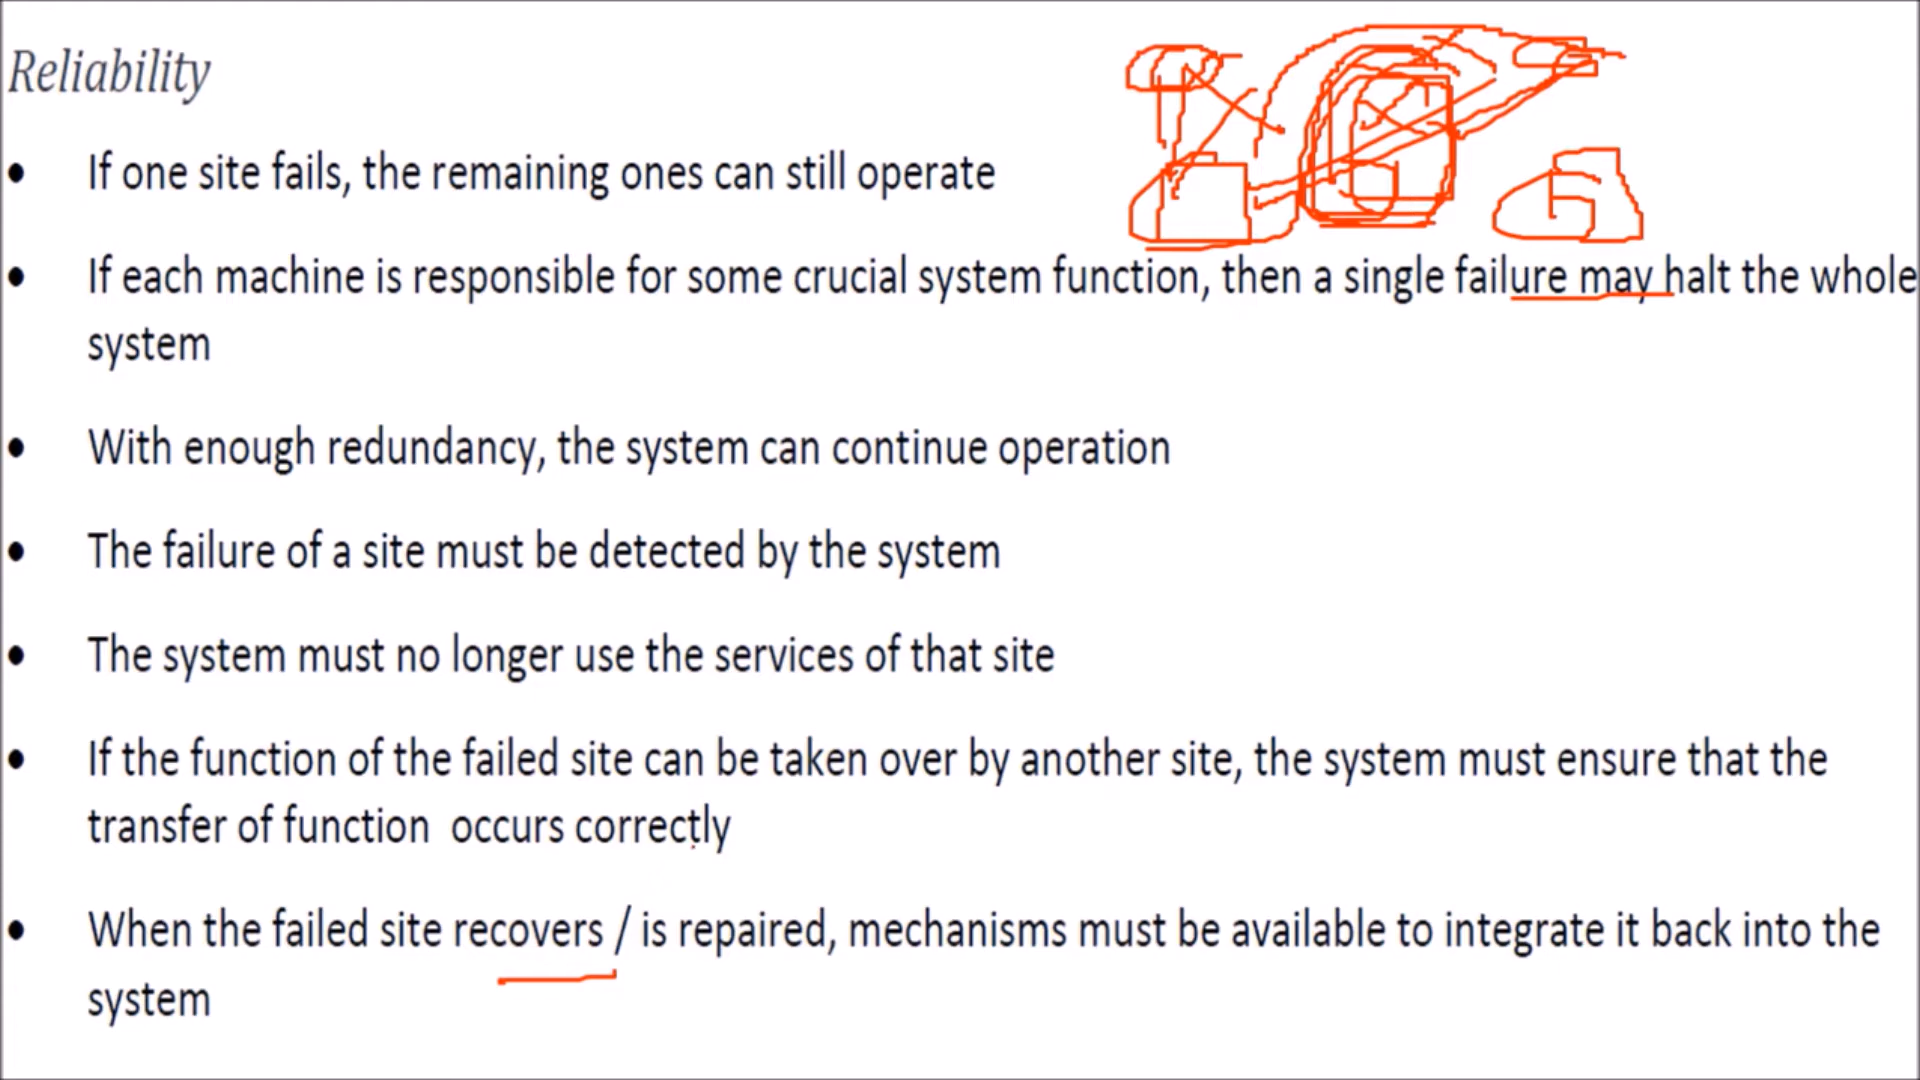 Reliability
• If one site fails, the remaining ones can still operate
• If each machine is responsible for some crucial system function, then a single failure may halt the whole
system
• With enough redundancy, the system can continue operation
• The failure of a site must be detected by the system
• The system must no longer use the services of that site
• If the function of the failed site can be taken over by another site, the system must ensure that the
transfer of function occurs correctly
• When the failed site recovers / is repaired, mechanisms must be available to integrate it back into the
system